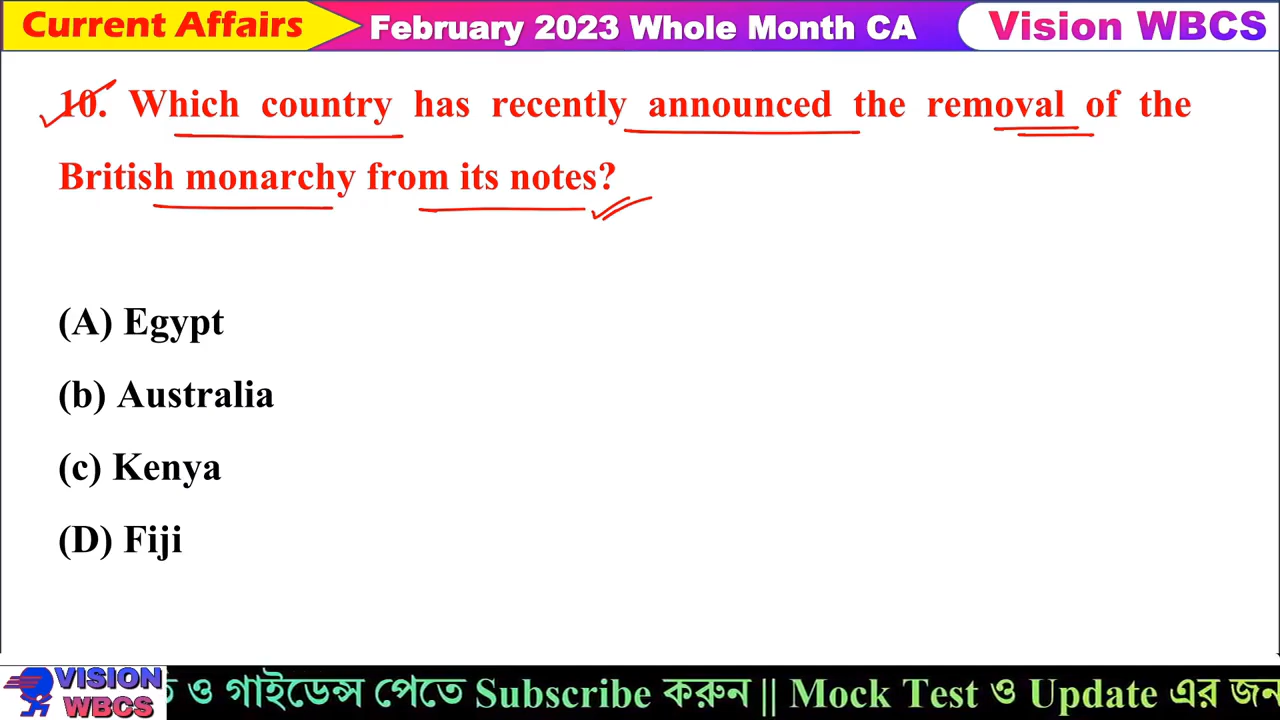 Current Affairs
February 2023 Whole Month CA
Vision WBCS
10. Which country has recently announced the removal of the
British monarchy from its notes?
(A) Egypt
(b) Australia
(c) Kenya
(D) Fiji
VISION
WBCS
ও গাইডেন্স পেতে Subscribe করুন || Mock Test ও Update এর জন